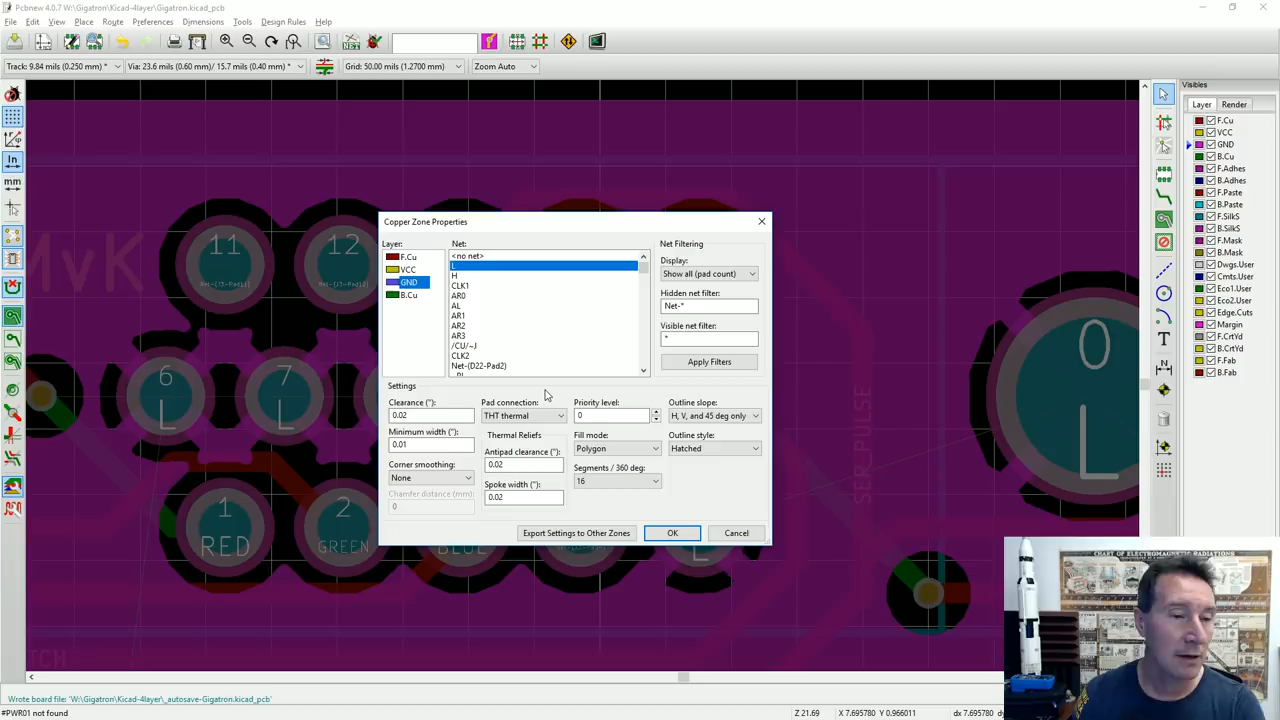 Pcbnew 4.0.7 W:\Gigatron\Kicad-4layer\Gigatron.kicad_pcb
File Edit View Place Route Preferences Dimensions Tools Design Rules Help
Track: 9.84 mils (0.250 mm) * Via: 23.6 mils (0.60 mm)/ 15.7 mils (0.40 mm) * Grid: 50.00 mils (1.2700 mm) Zoom Auto
In
mm
Visibles
Layer Render
F.Cu
VCC
GND
B.Cu
F.Adhes
B.Adhes
F.Paste
B.Paste
F.SilkS
B.SilkS
F.Mask
B.Mask
Dwgs.User
Cmts.User
Eco1.User
Eco2.User
Edge.Cuts
Margin
F.CrtYd
B.CrtYd
F.Fab
B.Fab
MvK
11
12
6
L
7
L
1
RED
2
GREEN
BLUE
L
0
L
SER_PULSE
TCH
Copper Zone Properties
Layer:
F.Cu
VCC
GND
B.Cu
Net:
<no net>
L
H
CLK1
AR0
AL
AR1
AR2
AR3
/CU/~J
CLK2
Net-(D22-Pad2)
Net Filtering
Display:
Show all (pad count)
Hidden net filter:
Net-*
Visible net filter:
*
Apply Filters
Settings
Clearance ("):
0.02
Minimum width ("):
0.01
Corner smoothing:
None
Chamfer distance (mm):
0
Pad connection:
THT thermal
Thermal Reliefs
Antipad clearance ("):
0.02
Spoke width ("):
0.02
Priority level:
0
Fill mode:
Polygon
Segments / 360 deg:
16
Outline slope:
H, V, and 45 deg only
Outline style:
Hatched
Export Settings to Other Zones OK Cancel
CHART OF ELECTROMAGNETIC RADIATIONS
Wrote board file: 'W:\Gigatron\Kicad-4layer\_autosave-Gigatron.kicad_pcb'
#PWR01 not found
Z 21.69 X 7.695780 Y 0.966011 dx 7.695780